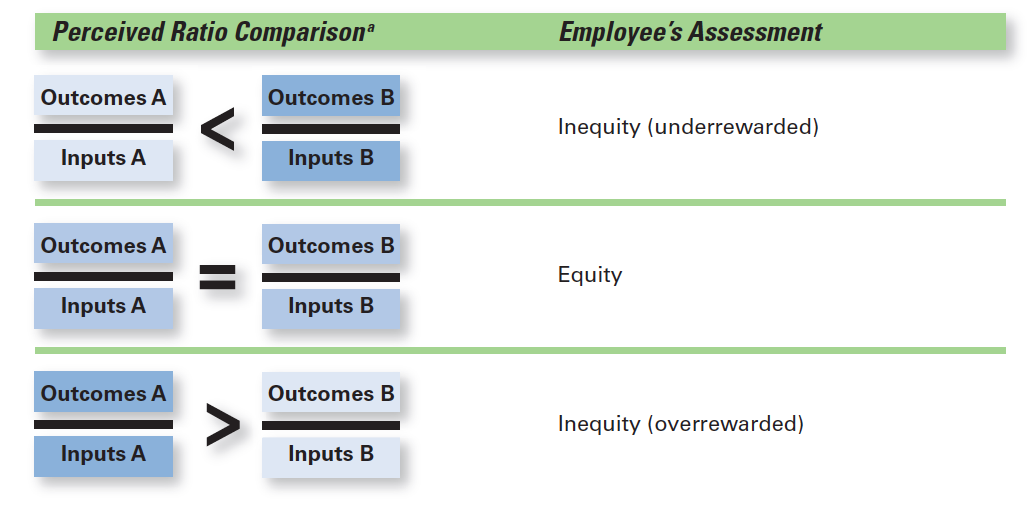 Perceived Ratio Comparisonᵃ Employee's Assessment
Outcomes A < Outcomes B
Inputs A Inputs B
Inequity (underrewarded)
Outcomes A = Outcomes B
Inputs A Inputs B
Equity
Outcomes A > Outcomes B
Inputs A Inputs B
Inequity (overrewarded)